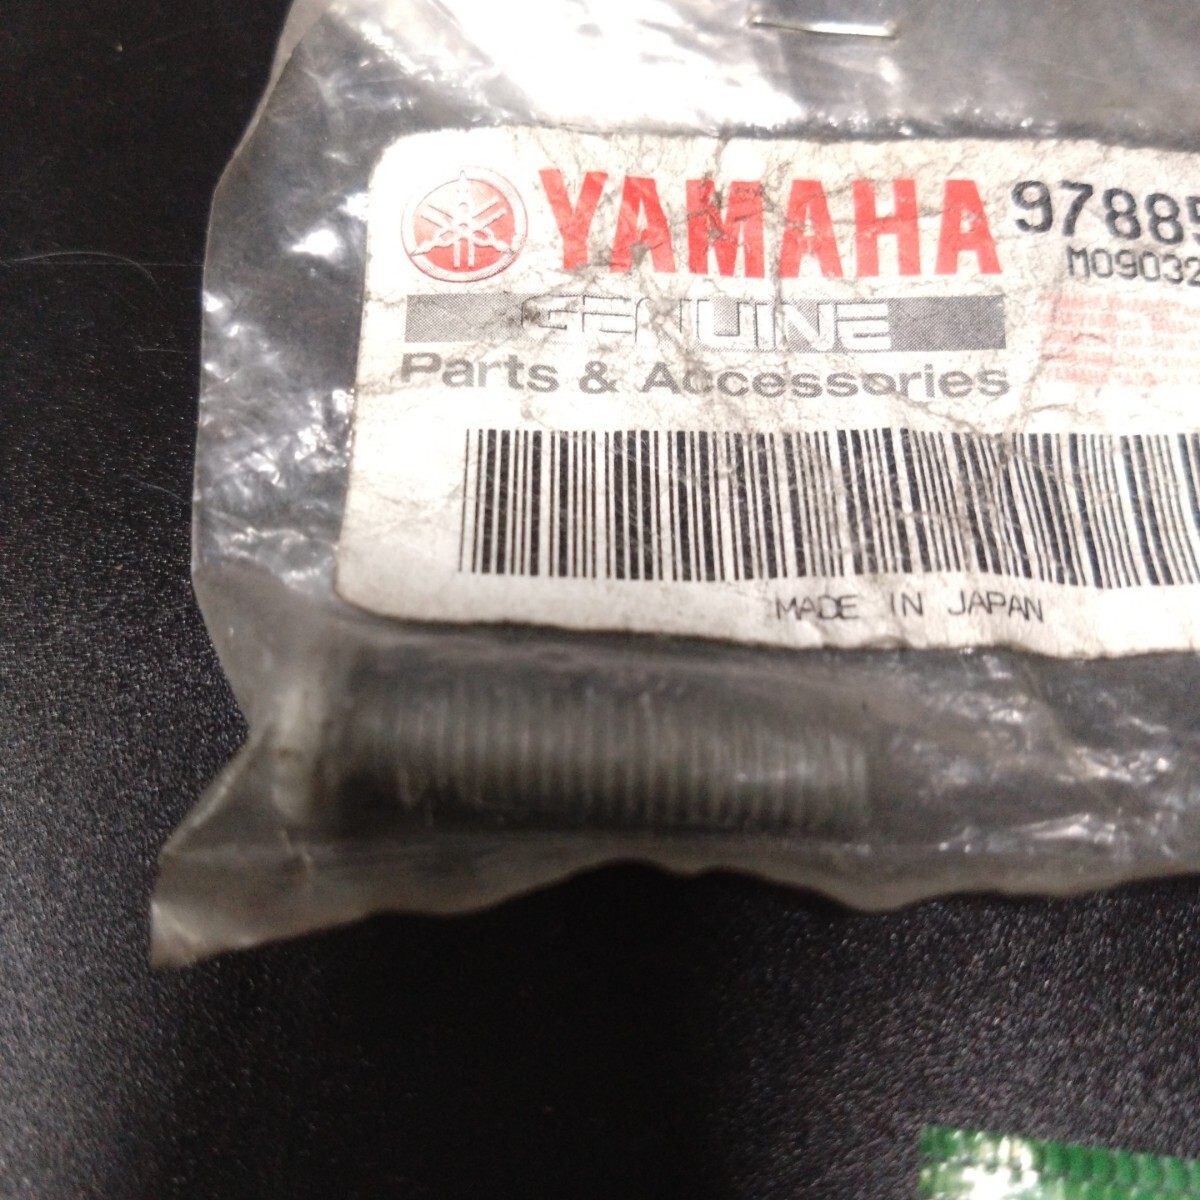 YAMAHA 97885
M09032
GENUINE
Parts & Accessories
MADE IN JAPAN